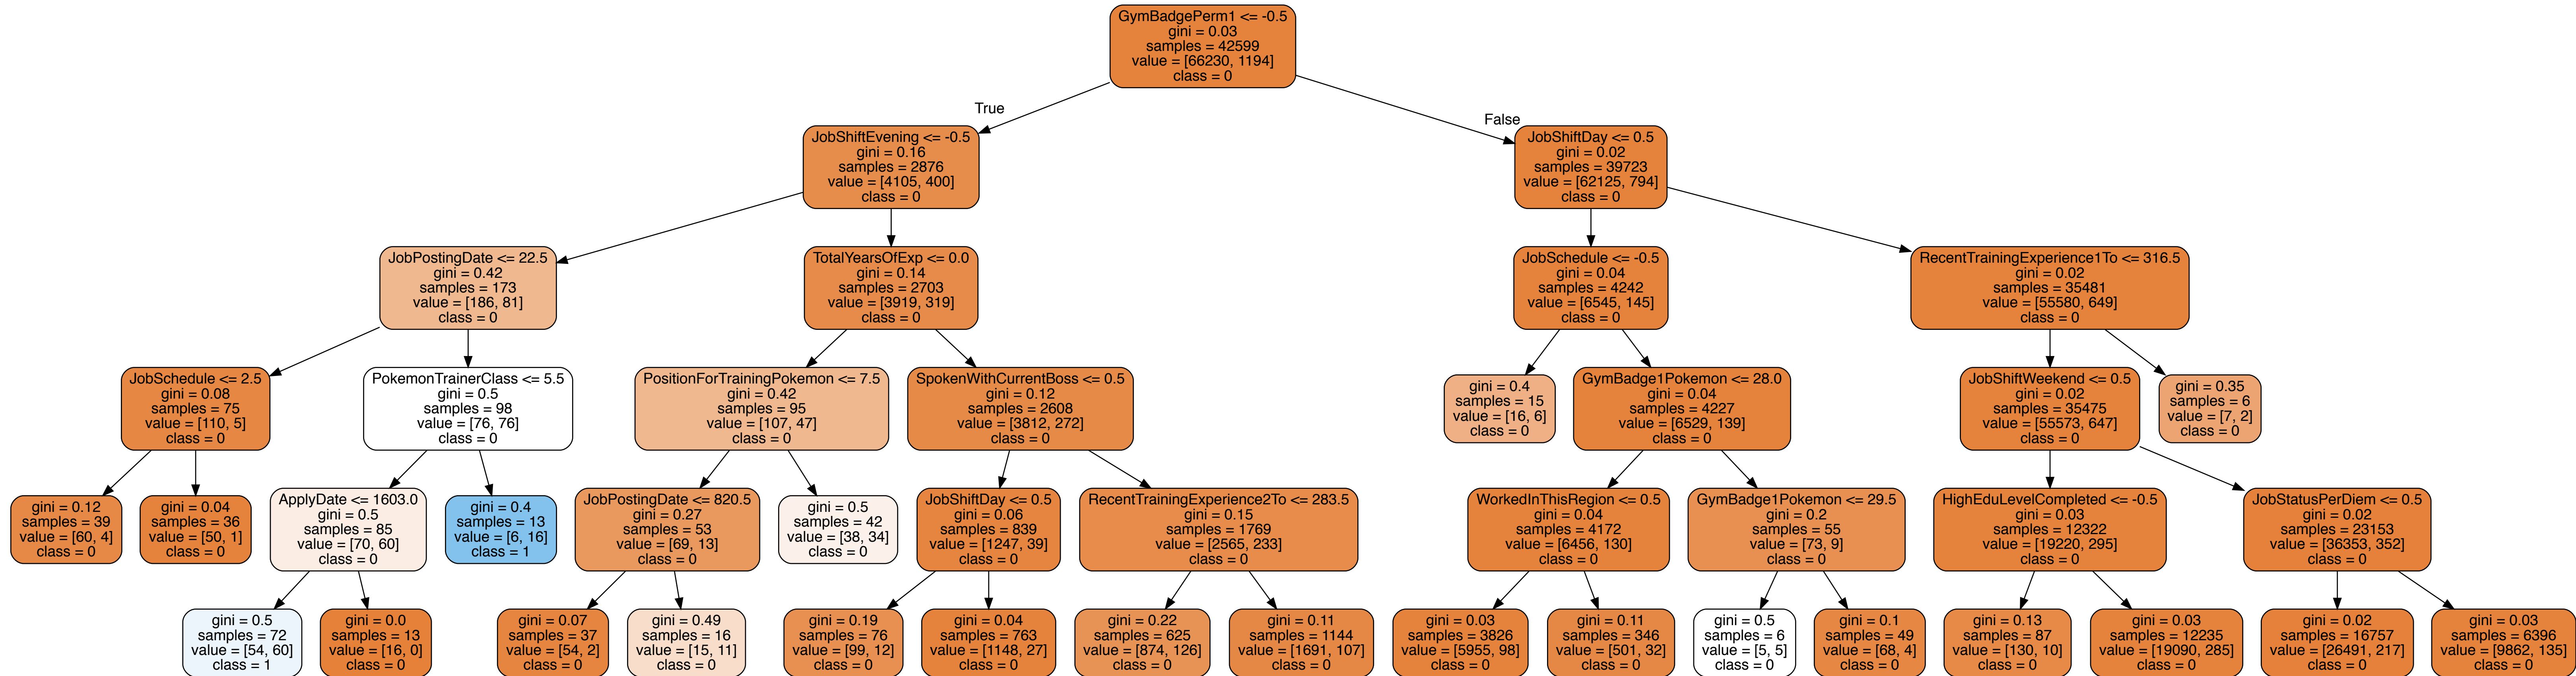 GymBadgePerm1 <= -0.5
gini = 0.03
samples = 42599
value = [66230, 1194]
class = 0
True
False
JobShiftEvening <= -0.5
gini = 0.16
samples = 2876
value = [4105, 400]
class = 0
JobShiftDay <= 0.5
gini = 0.02
samples = 39723
value = [62125, 794]
class = 0
JobPostingDate <= 22.5
gini = 0.42
samples = 173
value = [186, 81]
class = 0
TotalYearsOfExp <= 0.0
gini = 0.14
samples = 2703
value = [3919, 319]
class = 0
JobSchedule <= -0.5
gini = 0.04
samples = 4242
value = [6545, 145]
class = 0
RecentTrainingExperience1To <= 316.5
gini = 0.02
samples = 35481
value = [55580, 649]
class = 0
JobSchedule <= 2.5
gini = 0.08
samples = 75
value = [110, 5]
class = 0
PokemonTrainerClass <= 5.5
gini = 0.5
samples = 98
value = [76, 76]
class = 0
PositionForTrainingPokemon <= 7.5
gini = 0.42
samples = 95
value = [107, 47]
class = 0
SpokenWithCurrentBoss <= 0.5
gini = 0.12
samples = 2608
value = [3812, 272]
class = 0
gini = 0.4
samples = 15
value = [16, 6]
class = 0
GymBadge1Pokemon <= 28.0
gini = 0.04
samples = 4227
value = [6529, 139]
class = 0
JobShiftWeekend <= 0.5
gini = 0.02
samples = 35475
value = [55573, 647]
class = 0
gini = 0.35
samples = 6
value = [7, 2]
class = 0
gini = 0.12
samples = 39
value = [60, 4]
class = 0
gini = 0.04
samples = 36
value = [50, 1]
class = 0
ApplyDate <= 1603.0
gini = 0.5
samples = 85
value = [70, 60]
class = 0
gini = 0.4
samples = 13
value = [6, 16]
class = 1
JobPostingDate <= 820.5
gini = 0.27
samples = 53
value = [69, 13]
class = 0
gini = 0.5
samples = 42
value = [38, 34]
class = 0
JobShiftDay <= 0.5
gini = 0.06
samples = 839
value = [1247, 39]
class = 0
RecentTrainingExperience2To <= 283.5
gini = 0.15
samples = 1769
value = [2565, 233]
class = 0
WorkedInThisRegion <= 0.5
gini = 0.04
samples = 4172
value = [6456, 130]
class = 0
GymBadge1Pokemon <= 29.5
gini = 0.2
samples = 55
value = [73, 9]
class = 0
HighEduLevelCompleted <= -0.5
gini = 0.03
samples = 12322
value = [19220, 295]
class = 0
JobStatusPerDiem <= 0.5
gini = 0.02
samples = 23153
value = [36353, 352]
class = 0
gini = 0.5
samples = 72
value = [54, 60]
class = 1
gini = 0.0
samples = 13
value = [16, 0]
class = 0
gini = 0.07
samples = 37
value = [54, 2]
class = 0
gini = 0.49
samples = 16
value = [15, 11]
class = 0
gini = 0.19
samples = 76
value = [99, 12]
class = 0
gini = 0.04
samples = 763
value = [1148, 27]
class = 0
gini = 0.22
samples = 625
value = [874, 126]
class = 0
gini = 0.11
samples = 1144
value = [1691, 107]
class = 0
gini = 0.03
samples = 3826
value = [5955, 98]
class = 0
gini = 0.11
samples = 346
value = [501, 32]
class = 0
gini = 0.5
samples = 6
value = [5, 5]
class = 0
gini = 0.1
samples = 49
value = [68, 4]
class = 0
gini = 0.13
samples = 87
value = [130, 10]
class = 0
gini = 0.03
samples = 12235
value = [19090, 285]
class = 0
gini = 0.02
samples = 16757
value = [26491, 217]
class = 0
gini = 0.03
samples = 6396
value = [9862, 135]
class = 0